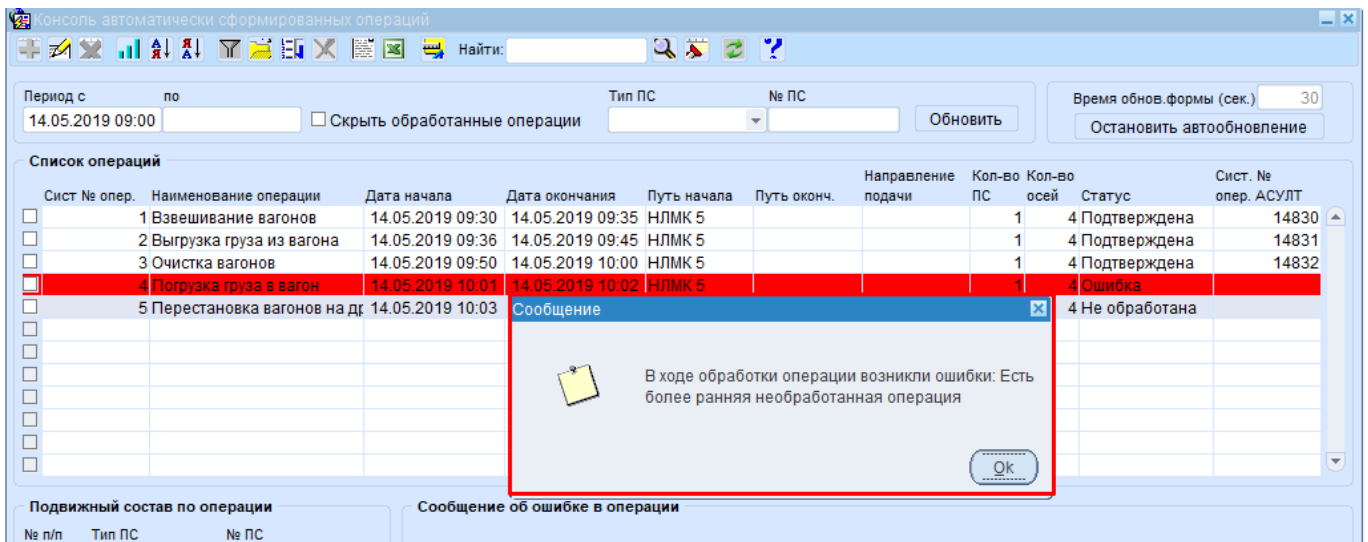 Консоль автоматически сформированных операций
Найти:
Период с по Тип ПС № ПС Время обнов.формы (сек.) 30
14.05.2019 09:00 Скрыть обработанные операции Обновить Остановить автообновление
Список операций
Направление Кол-во Кол-во Сист. №
Сист № опер. Наименование операции Дата начала Дата окончания Путь начала Путь оконч. подачи ПС осей Статус опер. АСУЛТ
1 Взвешивание вагонов 14.05.2019 09:30 14.05.2019 09:35 НЛМК 5 1 4 Подтверждена 14830
2 Выгрузка груза из вагона 14.05.2019 09:36 14.05.2019 09:45 НЛМК 5 1 4 Подтверждена 14831
3 Очистка вагонов 14.05.2019 09:50 14.05.2019 10:00 НЛМК 5 1 4 Подтверждена 14832
4 Погрузка груза в вагон 14.05.2019 10:01 14.05.2019 10:02 НЛМК 5 1 4 Ошибка
5 Перестановка вагонов на др 14.05.2019 10:03 4 Не обработана
Сообщение
В ходе обработки операции возникли ошибки: Есть
более ранняя необработанная операция
Ok
Подвижный состав по операции Сообщение об ошибке в операции
№ п/п Тип ПС № ПС